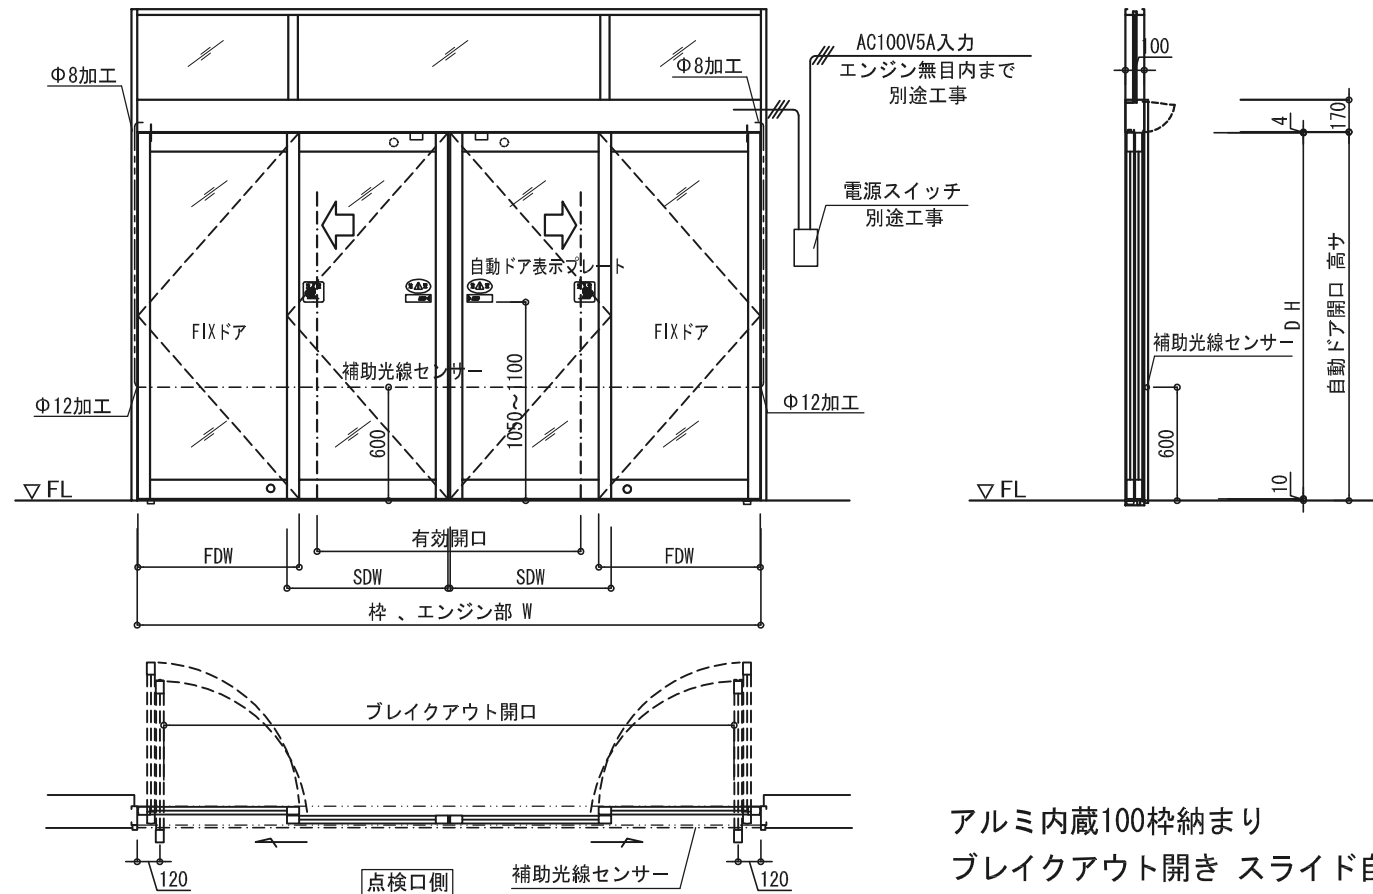 Φ8加工
Φ8加工
AC100V5A入力
エンジン無目内まで
別途工事
電源スイッチ
別途工事
自動ドア表示プレート
FIXドア
FIXドア
補助光線センサー
Φ12加工
Φ12加工
600
1050~1100
▽FL
有効開口
FDW
FDW
SDW
SDW
枠 、エンジン部 W
100
4
170
DH
自動ドア開口 高サ
補助光線センサー
600
10
▽FL
ブレイクアウト開口
120
120
点検口側
補助光線センサー
アルミ内蔵100枠納まり
ブレイクアウト開き スライド自